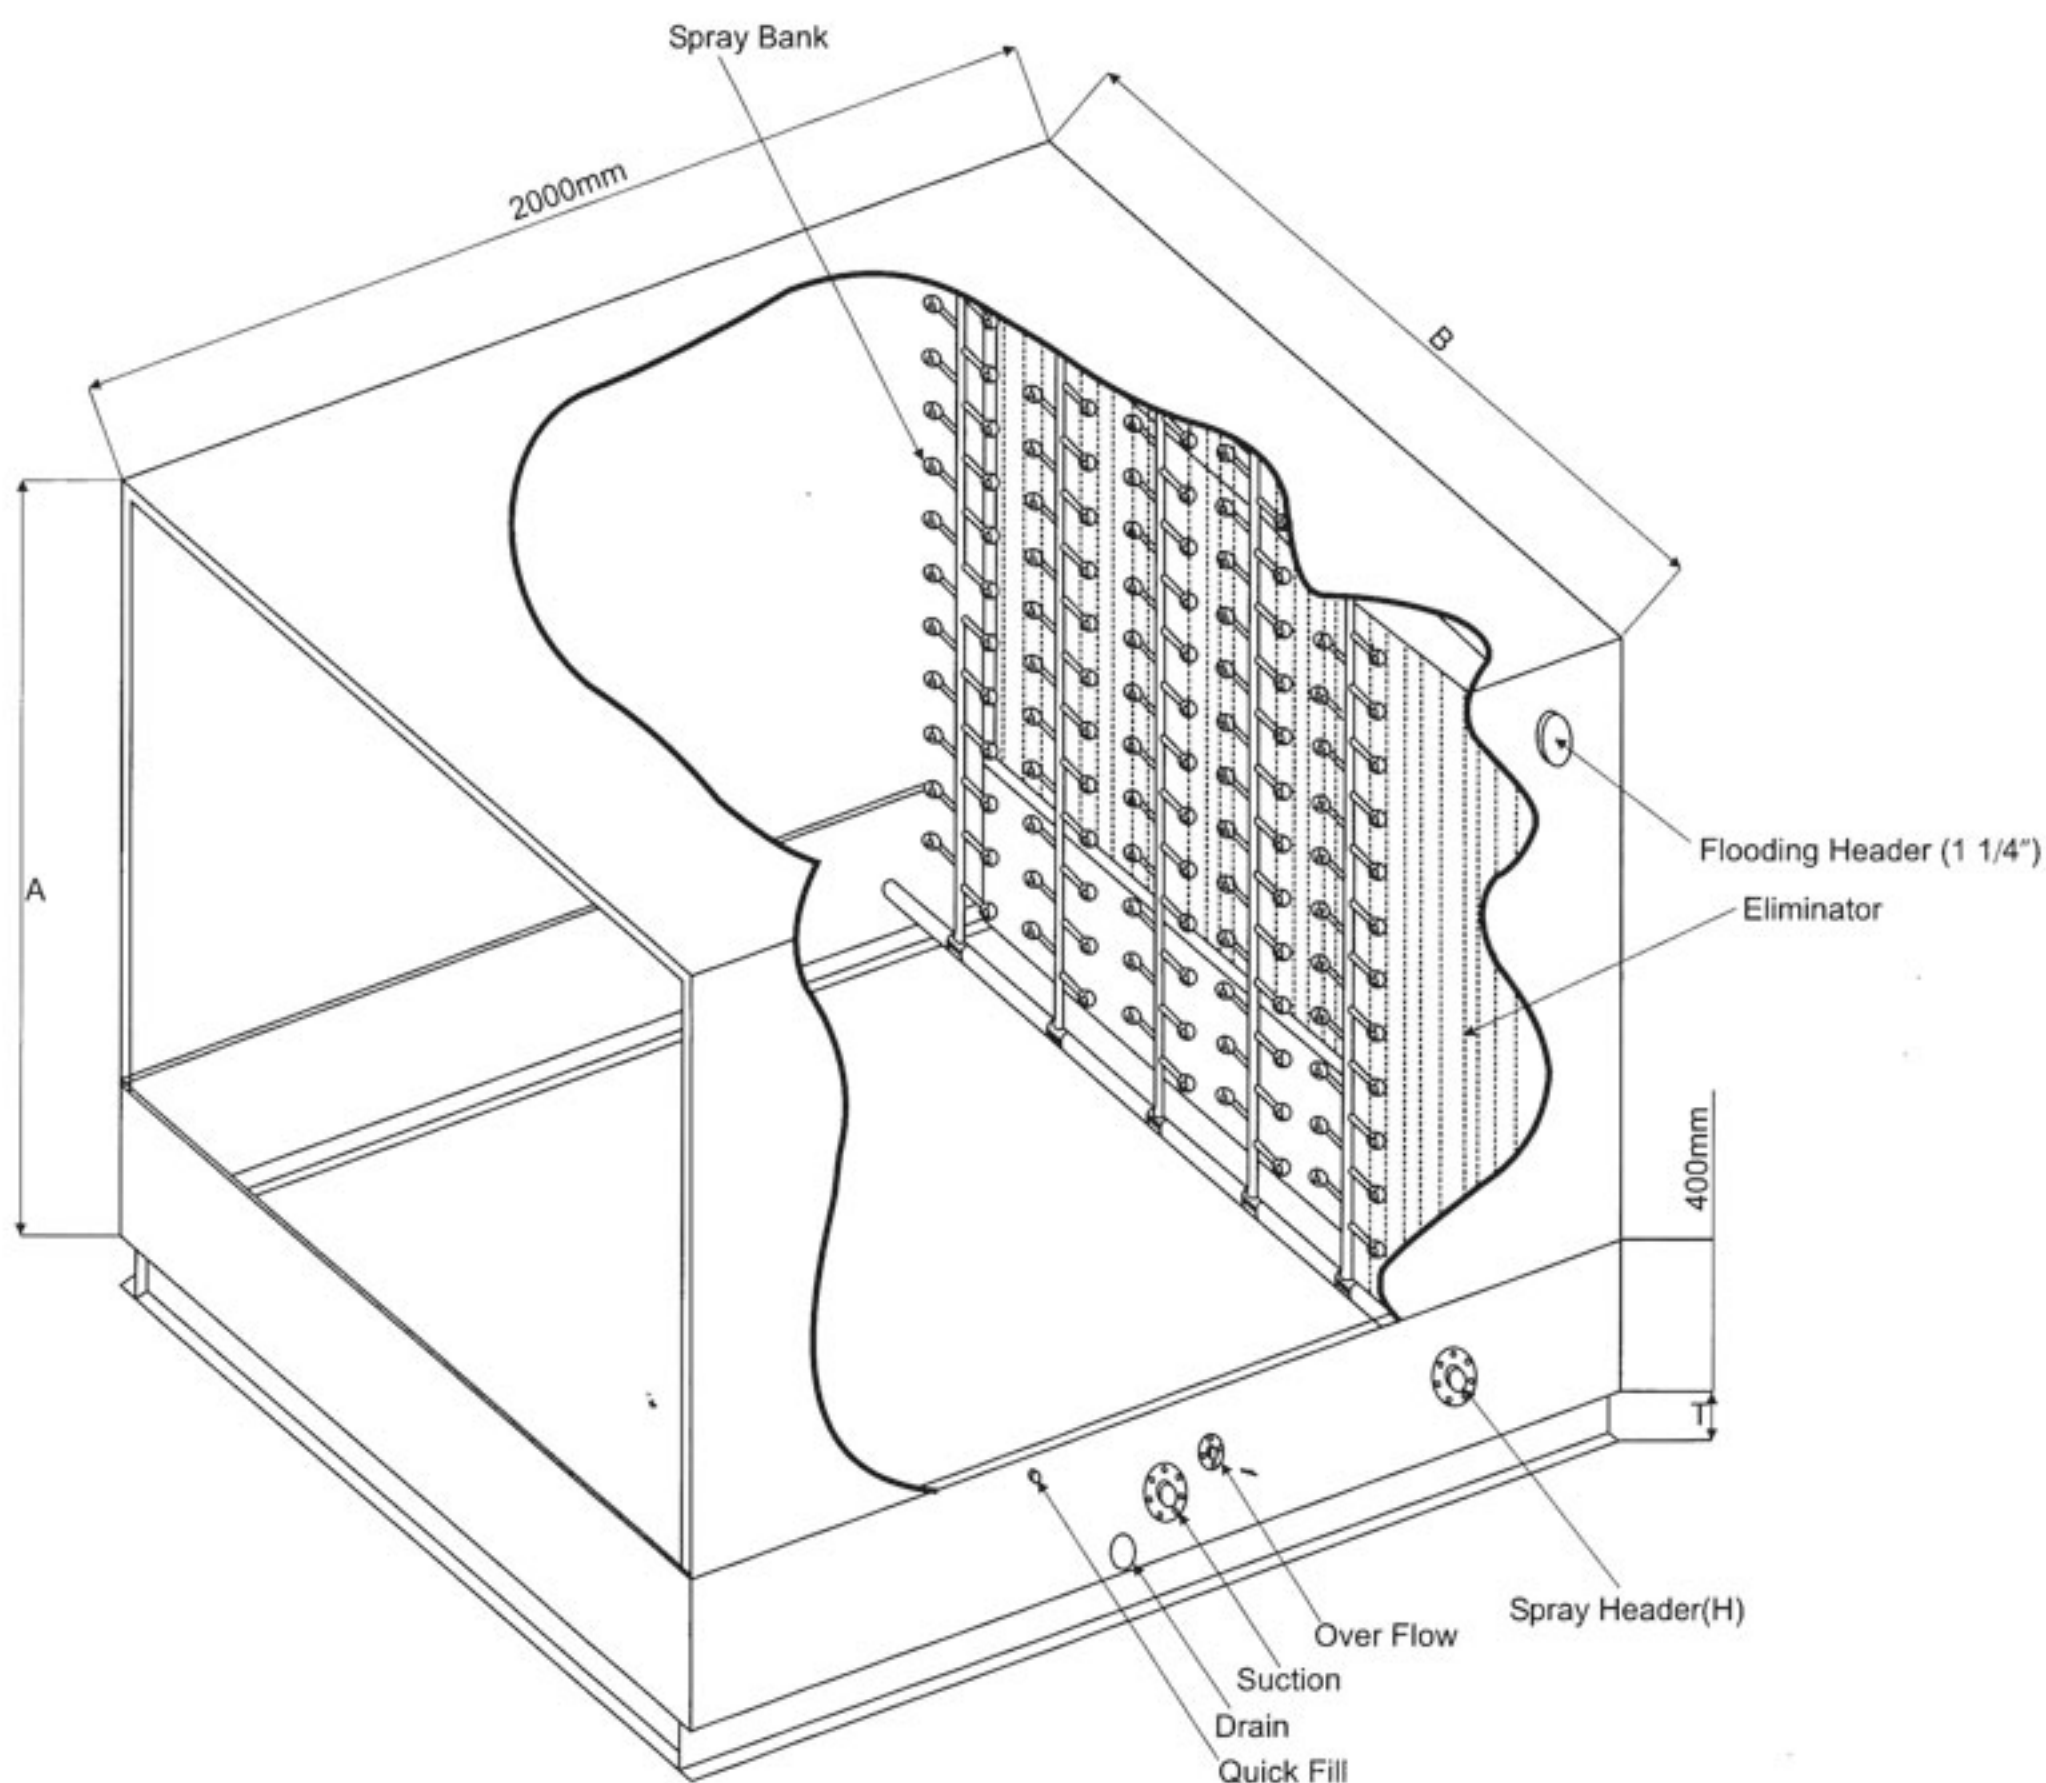 Spray Bank
2000mm
B
A
Flooding Header (1 1/4″)
Eliminator
400mm
T
Spray Header(H)
Over Flow
Suction
Drain
Quick Fill